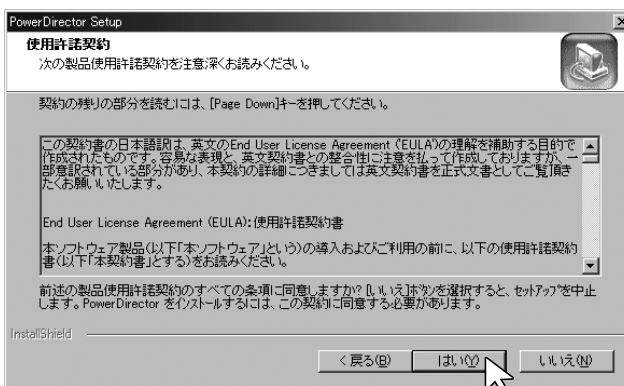 PowerDirector Setup
使用許諾契約
次の製品使用許諾契約を注意深くお読みください。
契約の残りの部分を読むには、[Page Down]キーを押してください。
この契約書の日本語訳は、英文のEnd User License Agreement ('EULA')の理解を補助する目的で
作成されたものです。容易な表現と、英文契約書との整合性に注意を払って作成しておりますが、一
部意訳されている部分があり、本契約の詳細につきましては英文契約書を正式文書としてご覧頂き
たくお願いいたします。
End User License Agreement (EULA):使用許諾契約書
本ソフトウェア製品(以下「本ソフトウェア」という)の導入およびご利用の前に、以下の使用許諾契約
書(以下「本契約書」とする)をお読みください。
前述の製品使用許諾契約のすべての条項に同意しますか? [いいえ]ボタンを選択すると、セットアップを中止
します。PowerDirector をインストールするには、この契約に同意する必要があります。
InstallShield
< 戻る(B)
はい(Y)
いいえ(N)